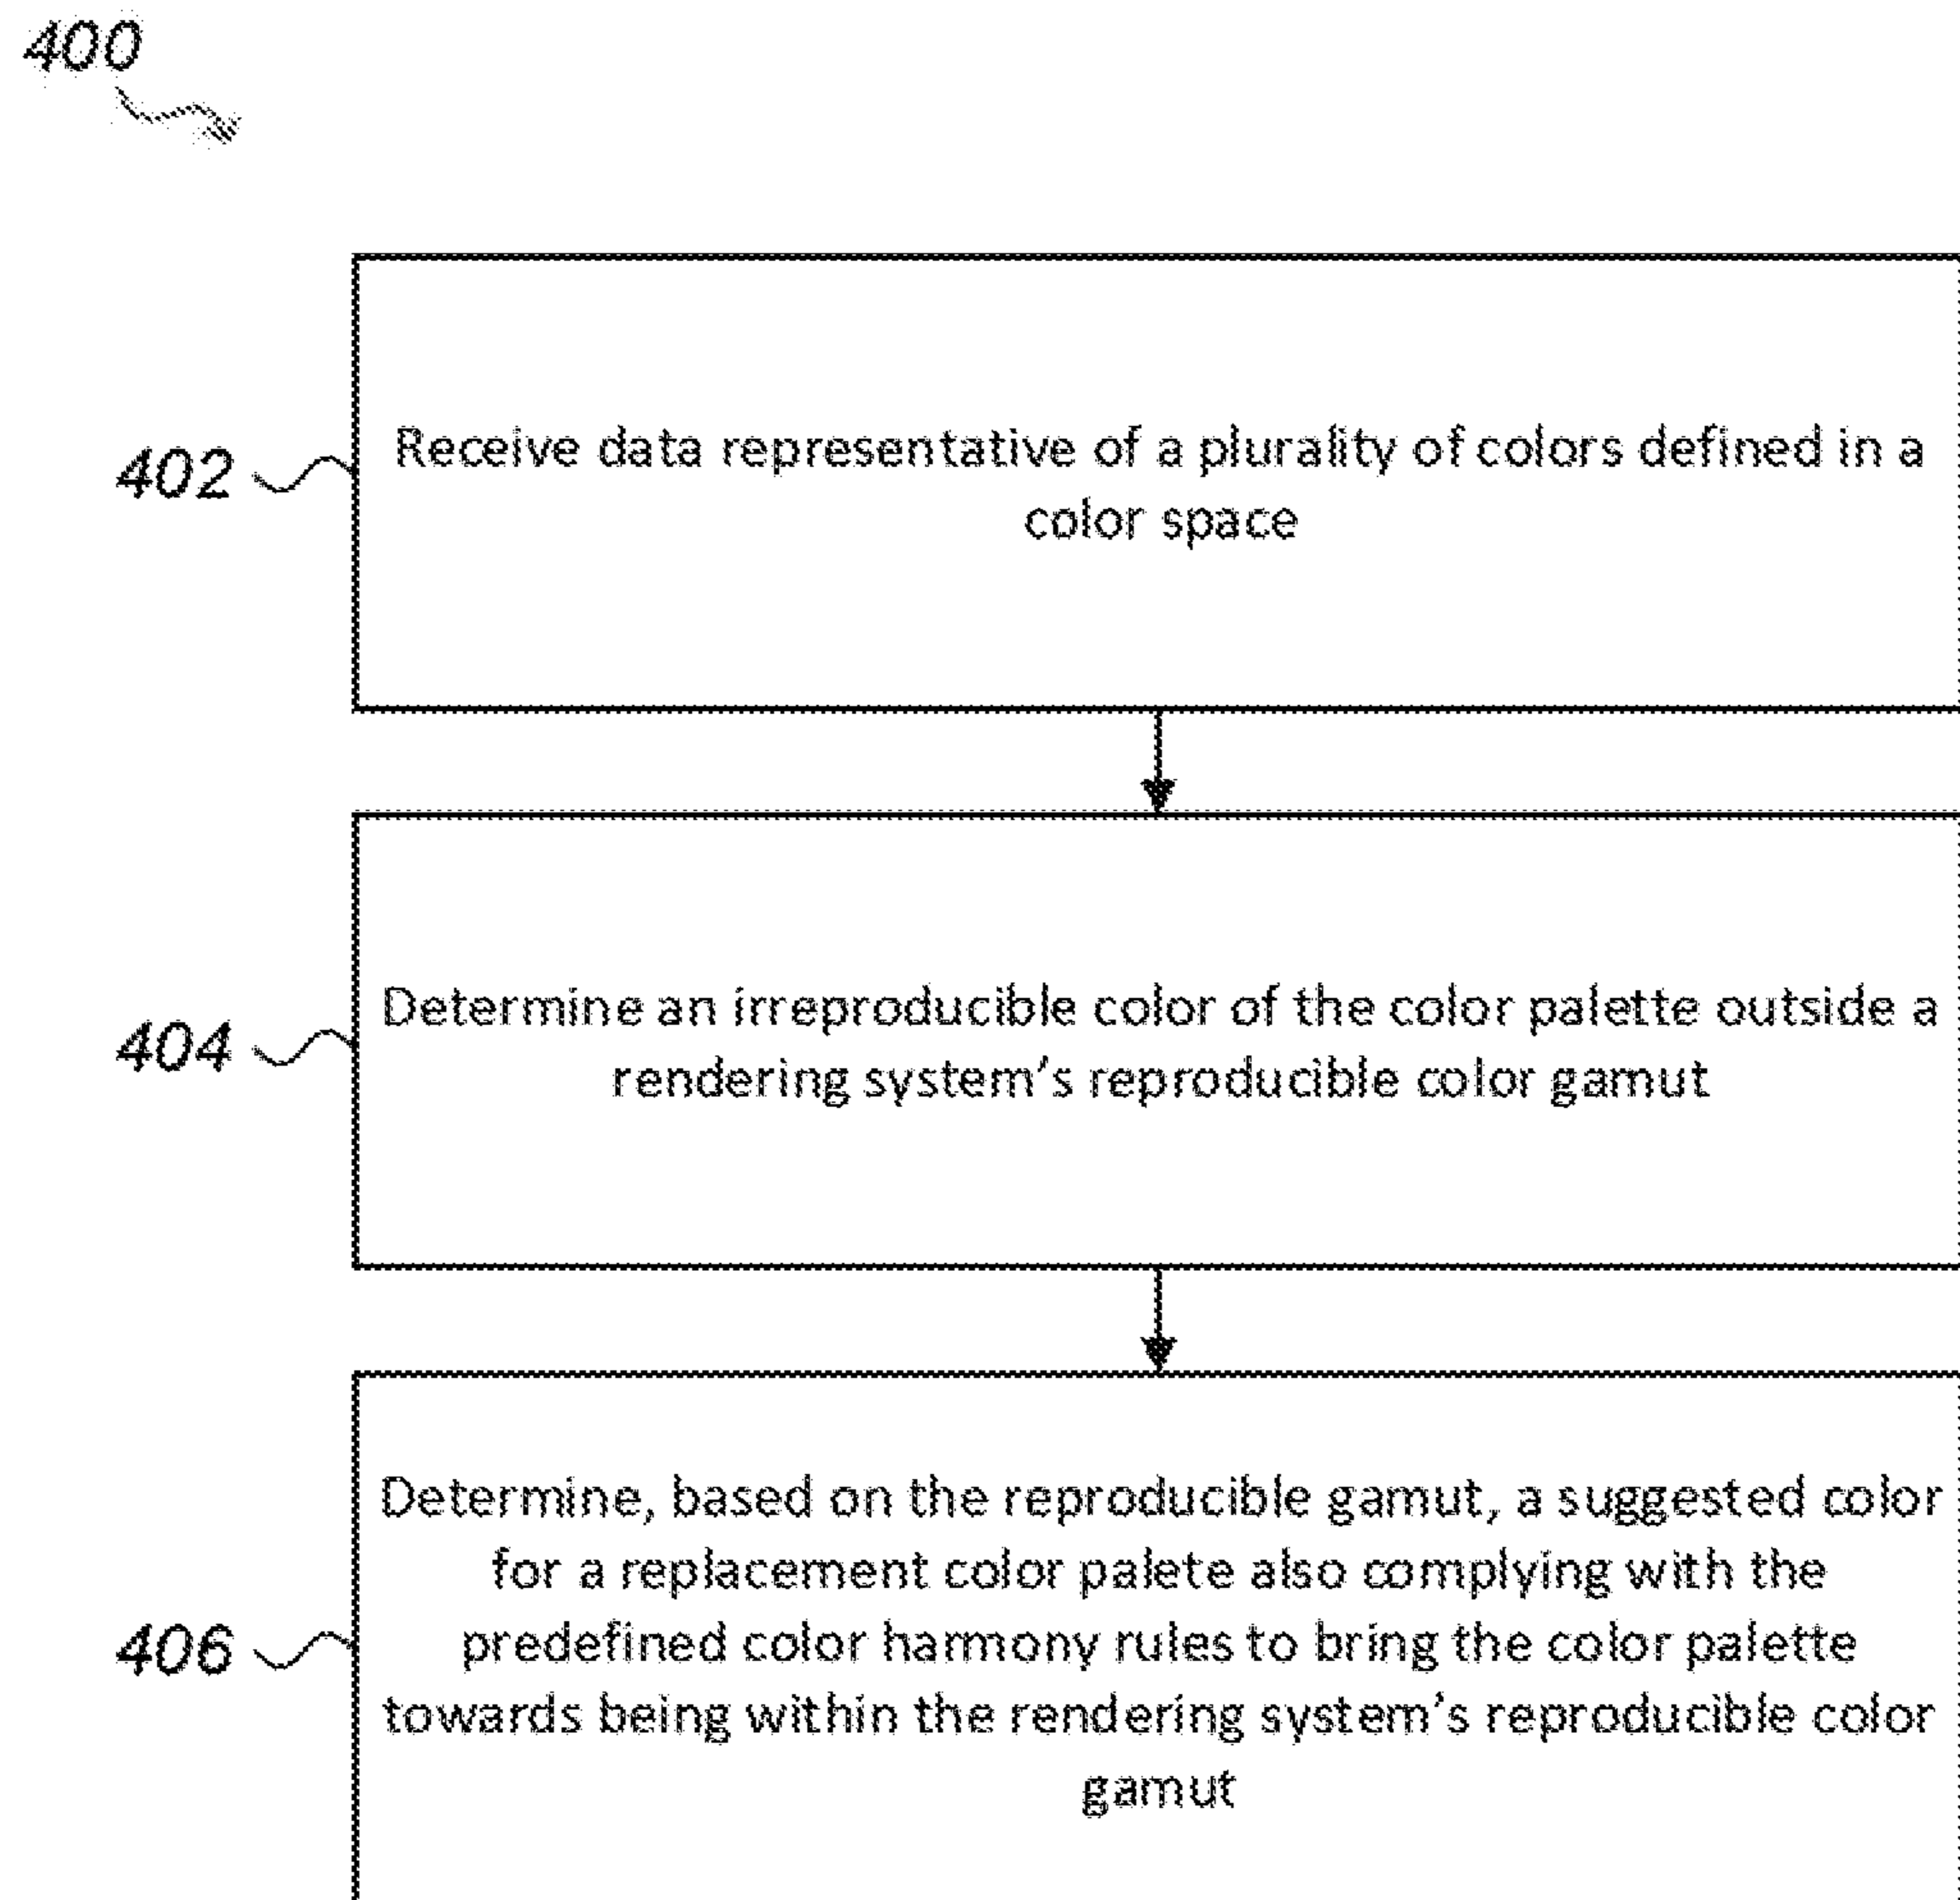 400
402
Receive data representative of a plurality of colors defined in a
color space
404
Determine an irreproducible color of the color palette outside a
rendering system's reproducible color gamut
406
Determine, based on the reproducible gamut, a suggested color
for a replacement color palete also complying with the
predefined color harmony rules to bring the color palette
towards being within the rendering system's reproducible color
gamut